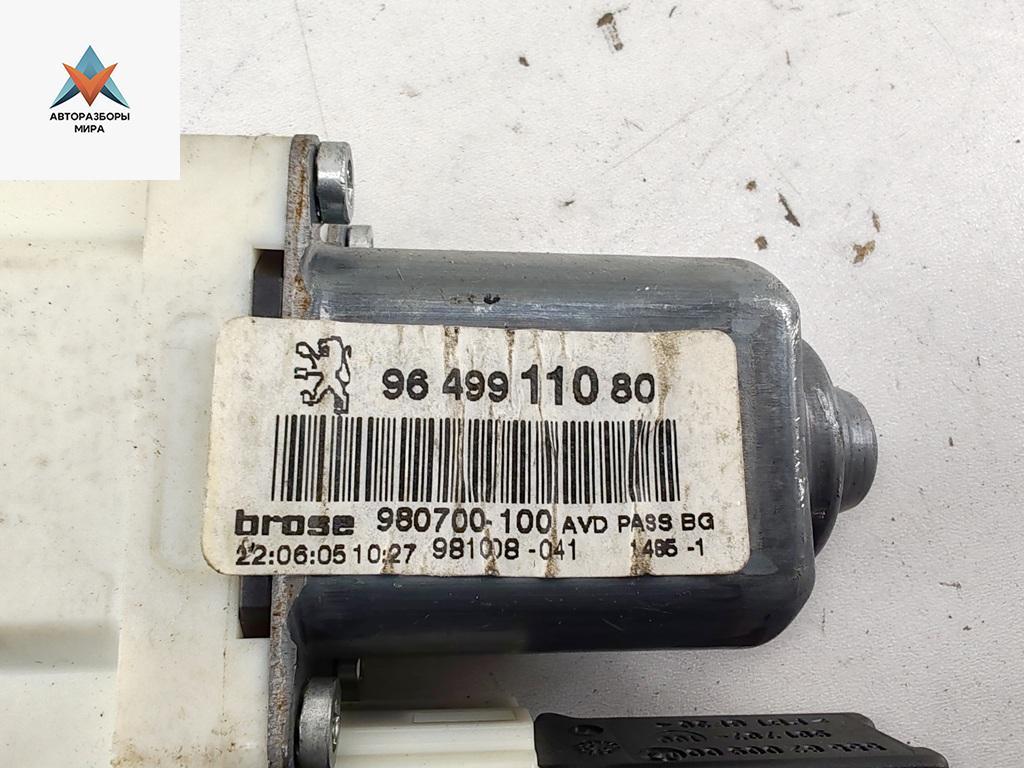 АВТОРАЗБОРЫ
МИРА
96 499 110 80
brose 980700-100 AVD PASS BG
22:06:05 10:27 981008-041 1465-1